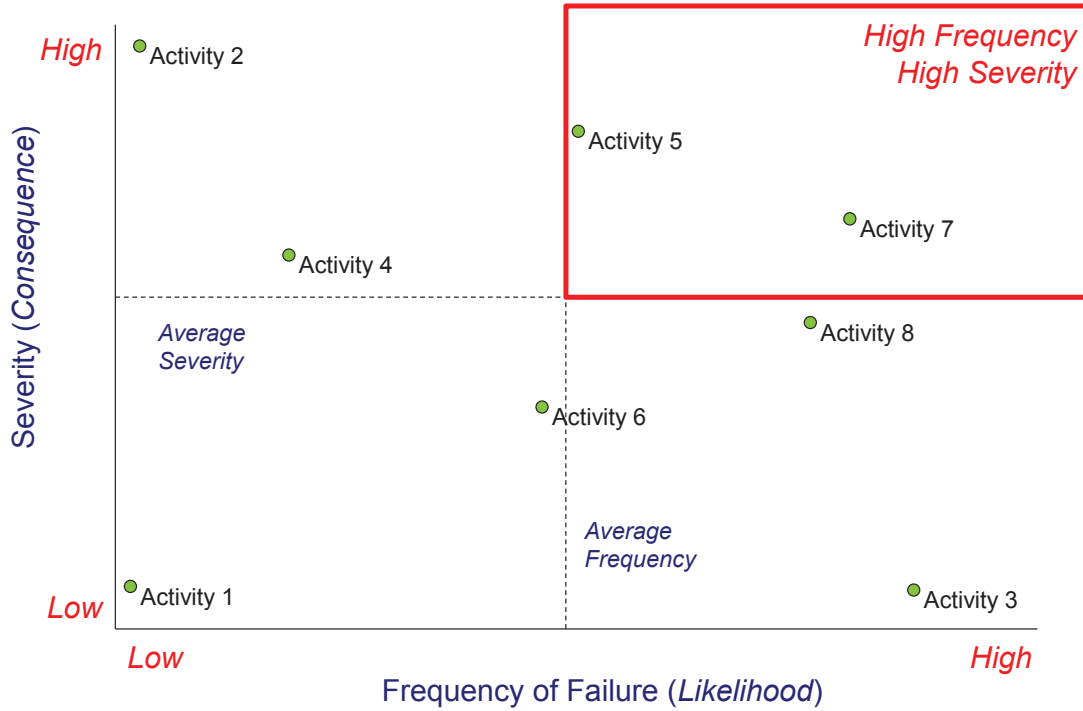 High
Activity 2
High Frequency
High Severity
Activity 5
Activity 7
Activity 4
Severity (Consequence)
Average
Severity
Activity 8
Activity 6
Average
Frequency
Activity 1
Activity 3
Low
Low
High
Frequency of Failure (Likelihood)